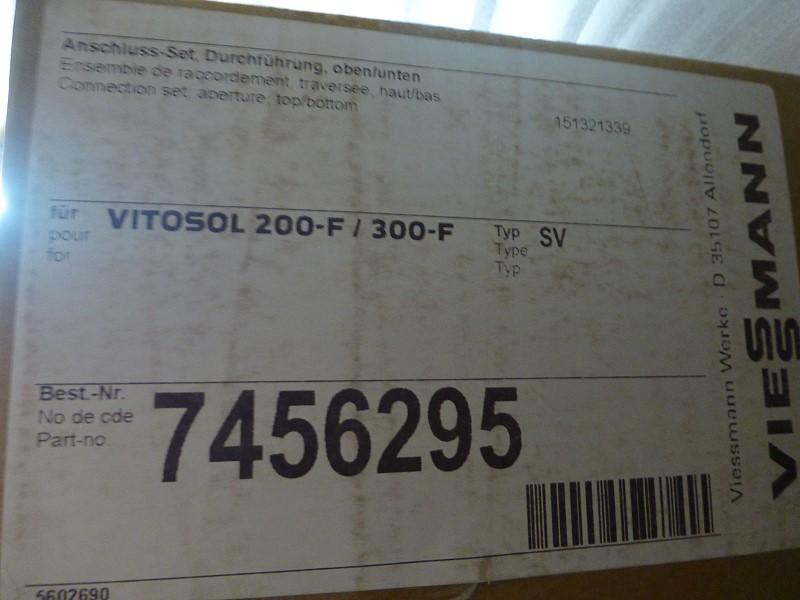 Anschluss-Set, Durchführung, oben/unten
Ensemble de raccordement, traversée, haut/bas
Connection set, aperture, top/bottom
151321339
für
pour
for
VITOSOL 200-F / 300-F
Typ
Type
Typ
SV
Best.-Nr.
No de cde
Part-no.
7456295
5602690
Viessmann Werke · D 35107 Allendorf
VIESMANN